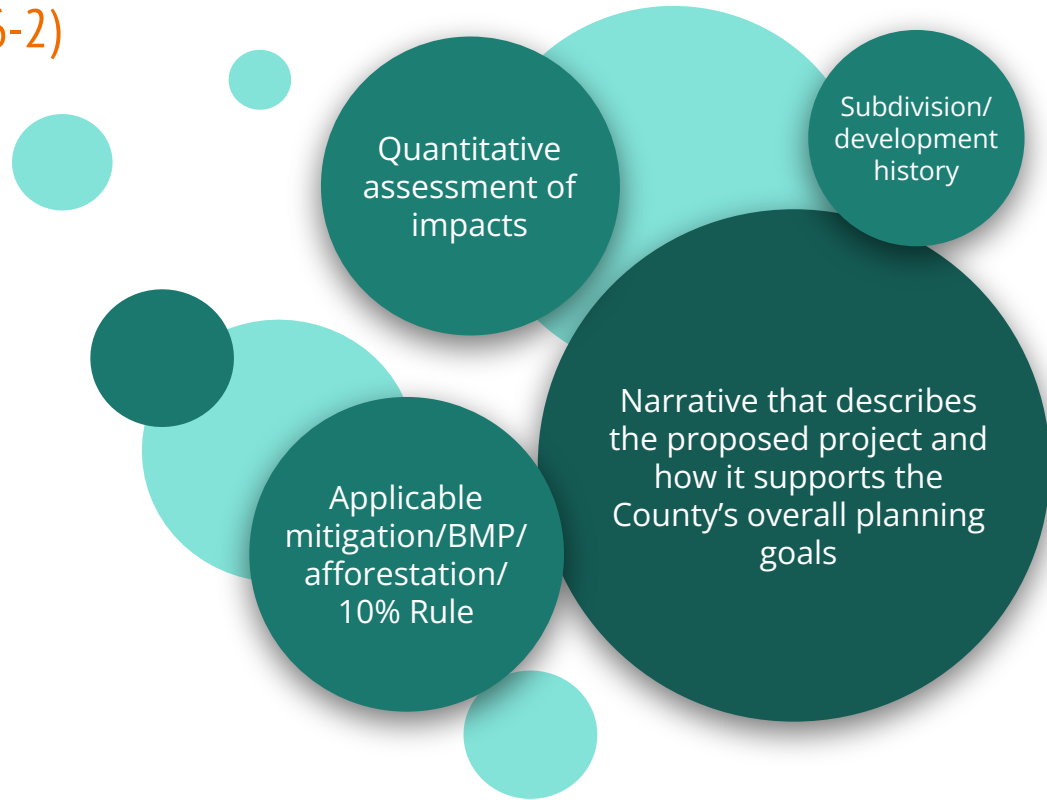 6-2)
Quantitative
assessment of
impacts
Subdivision/
development
history
Narrative that describes
the proposed project and
how it supports the
County’s overall planning
goals
Applicable
mitigation/BMP/
afforestation/
10% Rule